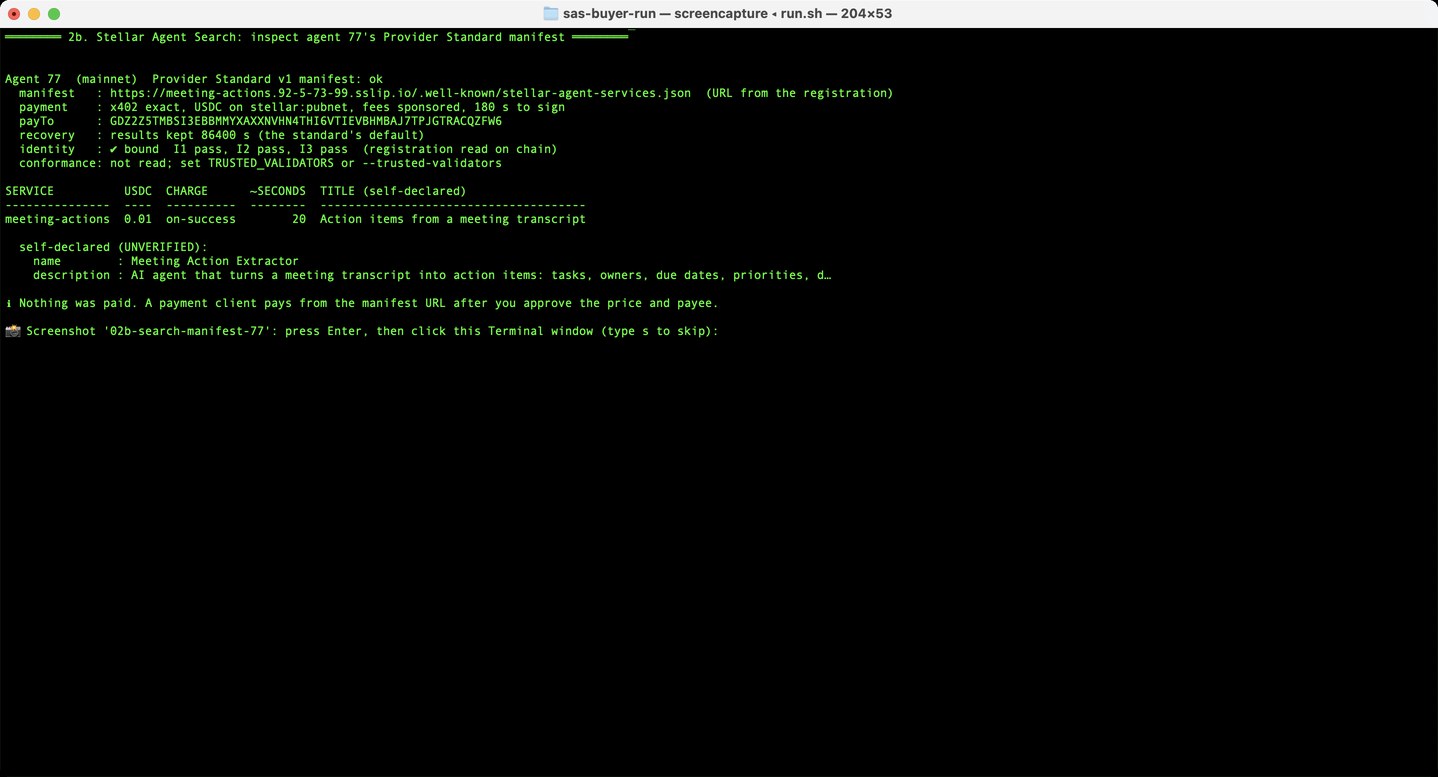 sas-buyer-run — screencapture ◂ run.sh — 204×53
═════════ 2b. Stellar Agent Search: inspect agent 77's Provider Standard manifest ═════════
Agent 77  (mainnet)  Provider Standard v1 manifest: ok
  manifest   : https://meeting-actions.92-5-73-99.sslip.io/.well-known/stellar-agent-services.json  (URL from the registration)
  payment    : x402 exact, USDC on stellar:pubnet, fees sponsored, 180 s to sign
  payTo      : GDZ2Z5TMBSI3EBBMMYXAXXNVHN4THI6VTIEVBHMBAJ7TPJGTRACQZFW6
  recovery   : results kept 86400 s (the standard's default)
  identity   : ✔ bound  I1 pass, I2 pass, I3 pass  (registration read on chain)
  conformance: not read; set TRUSTED_VALIDATORS or --trusted-validators
SERVICE          USDC  CHARGE      ~SECONDS  TITLE (self-declared)
---------------  ----  ----------  --------  --------------------------------------
meeting-actions  0.01  on-success        20  Action items from a meeting transcript
  self-declared (UNVERIFIED):
    name        : Meeting Action Extractor
    description : AI agent that turns a meeting transcript into action items: tasks, owners, due dates, priorities, d…
ℹ Nothing was paid. A payment client pays from the manifest URL after you approve the price and payee.
📸 Screenshot '02b-search-manifest-77': press Enter, then click this Terminal window (type s to skip):